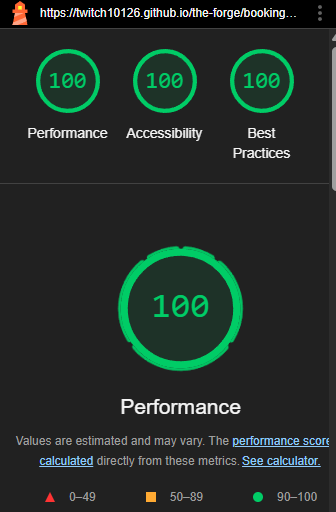 https://twitch10126.github.io/the-forge/booking...
100 100 100
Performance Accessibility Best
Practices
100
Performance
Values are estimated and may vary. The performance score
calculated directly from these metrics. See calculator.
0–49 50–89 90–100